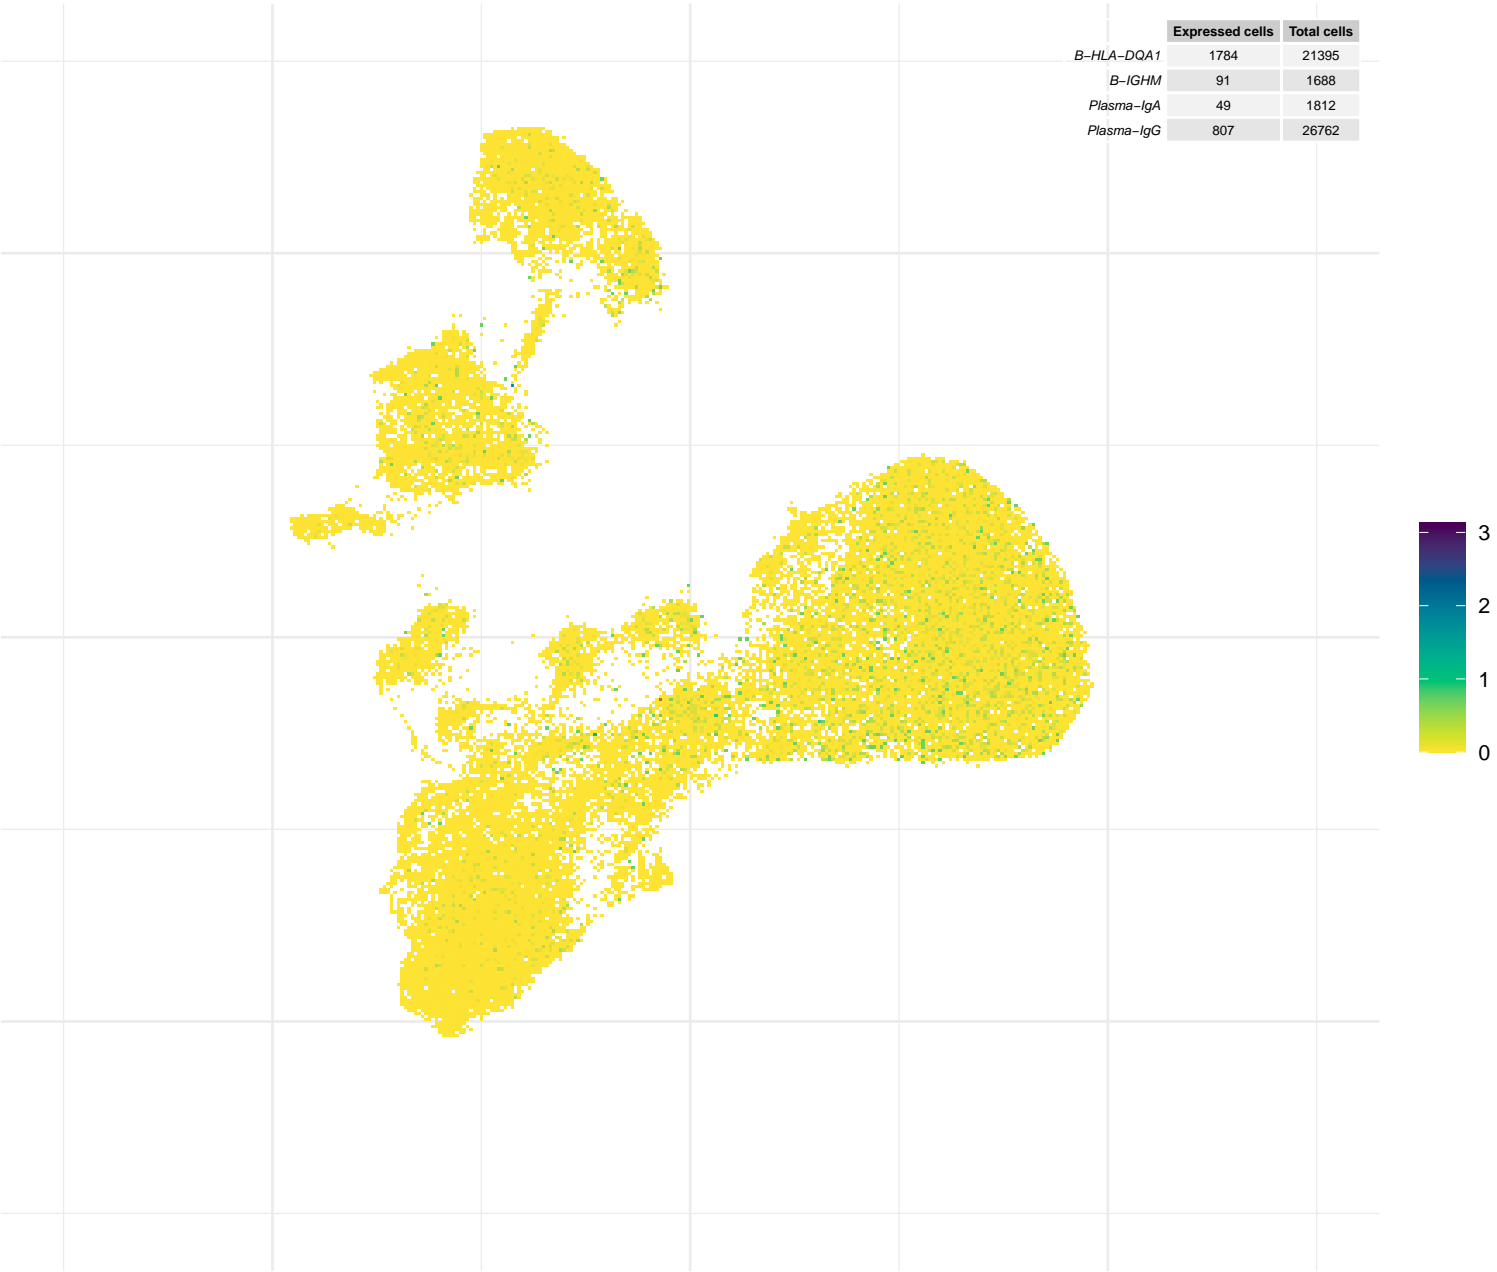 Expressed cells Total cells
B−HLA−DQA1 1784 21395
B−IGHM 91 1688
Plasma−IgA 49 1812
Plasma−IgG 807 26762
3
2
1
0